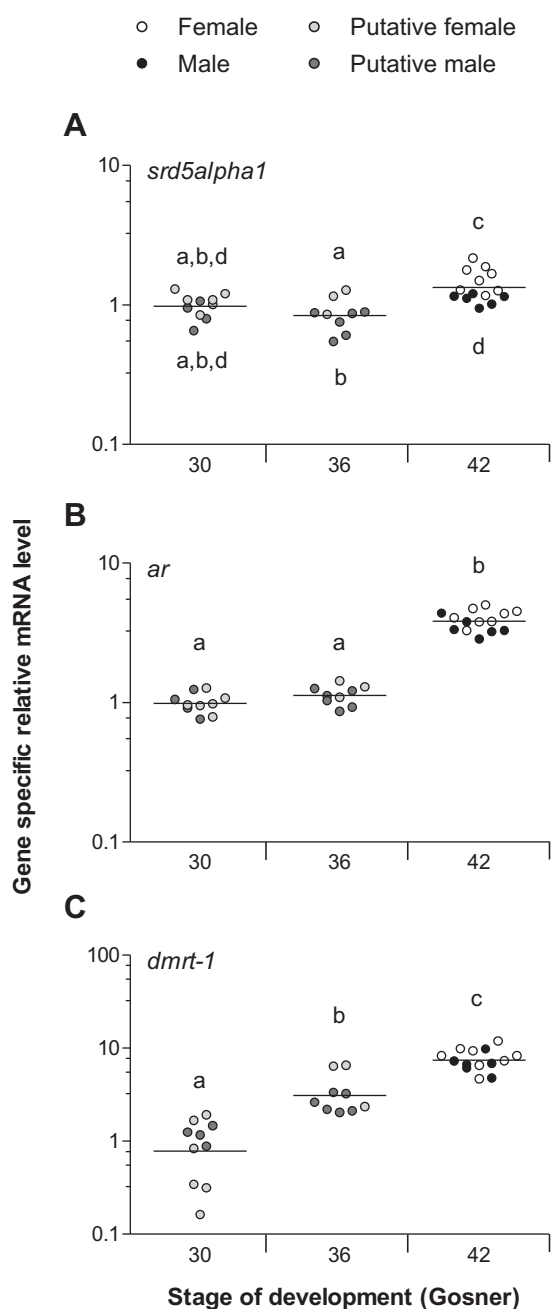 Female Putative female
Male Putative male
A
srd5alpha1
10
1
0.1
a,b,d
a,b,d
a
b
c
d
30 36 42
B
ar
10
1
0.1
a
a
b
30 36 42
Gene specific relative mRNA level
C
dmrt-1
100
10
1
0.1
a
b
c
30 36 42
Stage of development (Gosner)